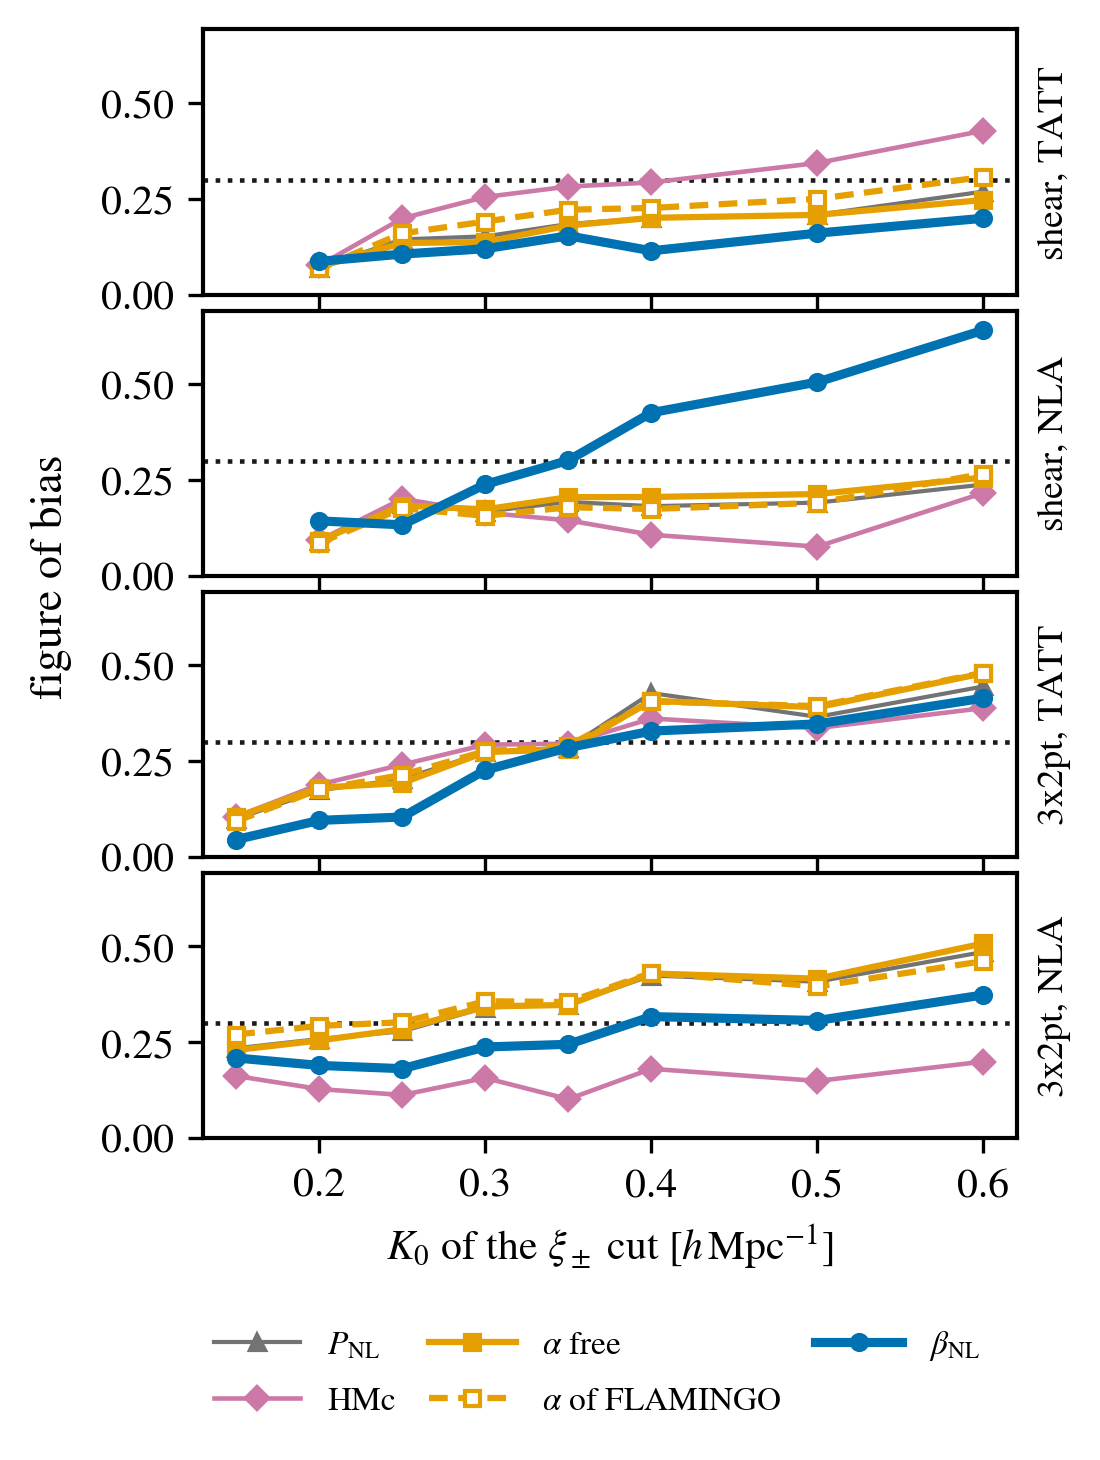 0.50
0.25
0.00
shear, TATT
0.50
0.25
0.00
shear, NLA
figure of bias
0.50
0.25
0.00
3x2pt, TATT
0.50
0.25
0.00
3x2pt, NLA
0.2 0.3 0.4 0.5 0.6
K₀ of the ξ± cut [h Mpc⁻¹]
P_NL α free β_NL
HMc α of FLAMINGO